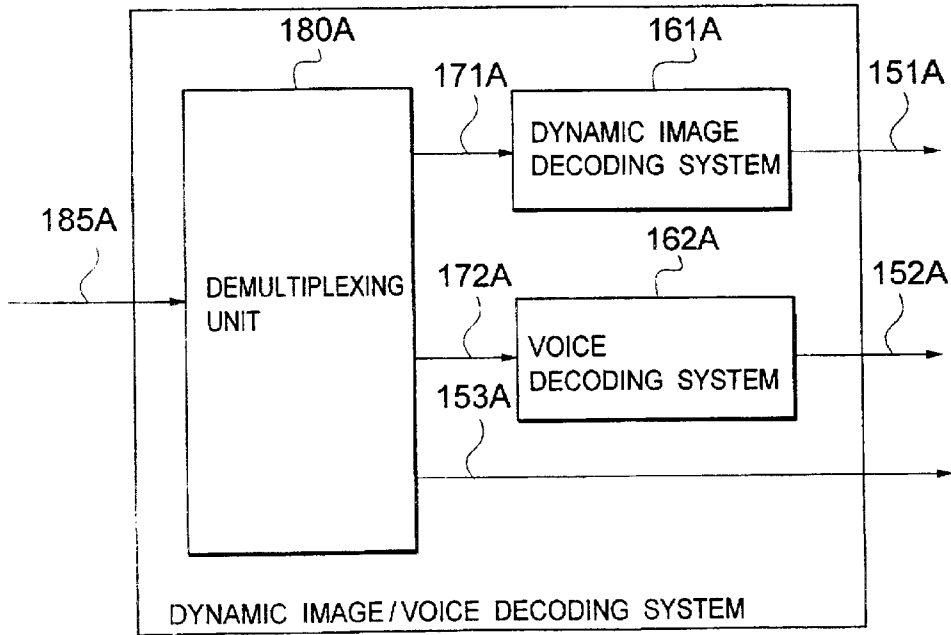 180A
161A
171A
151A
DYNAMIC IMAGE
DECODING SYSTEM
185A
162A
172A
152A
DEMULTIPLEXING
UNIT
VOICE
DECODING SYSTEM
153A
DYNAMIC IMAGE/VOICE DECODING SYSTEM